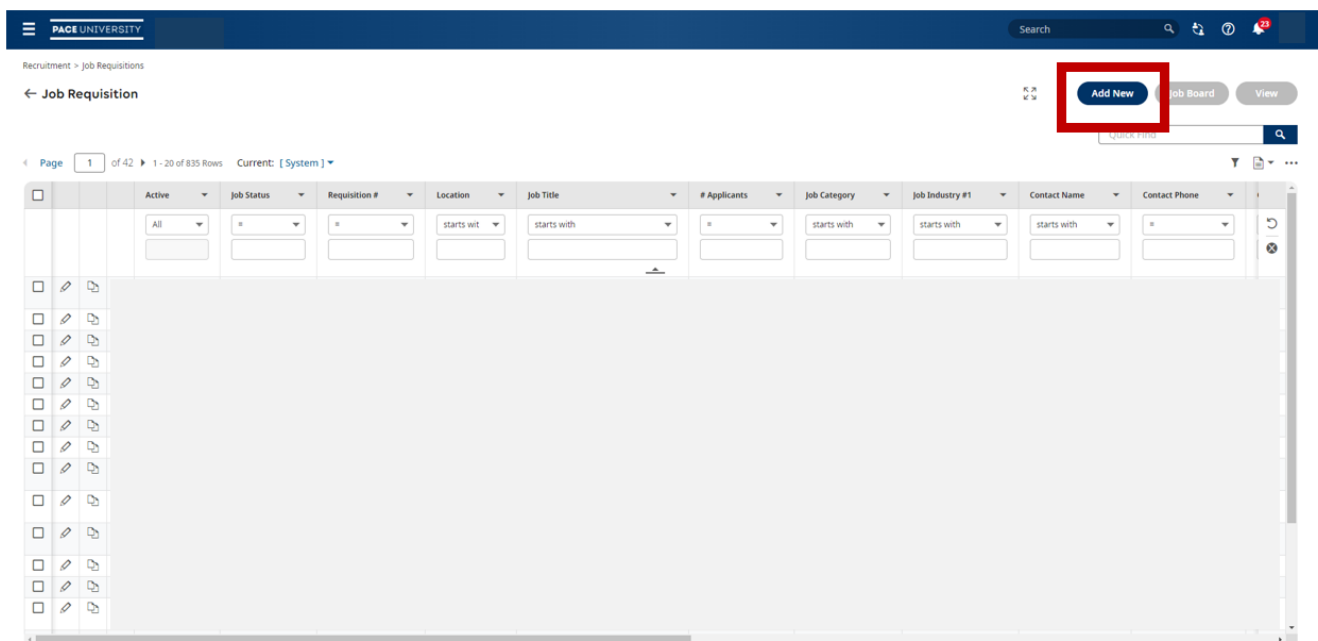 PACE UNIVERSITY
Search
23
Recruitment > Job Requisitions
← Job Requisition
Add New
Job Board
View
Quick Find
Page 1 of 42 1 - 20 of 835 Rows Current: [ System ]
Active Job Status Requisition # Location Job Title # Applicants Job Category Job Industry #1 Contact Name Contact Phone
All = = starts wit starts with = starts with starts with starts with =